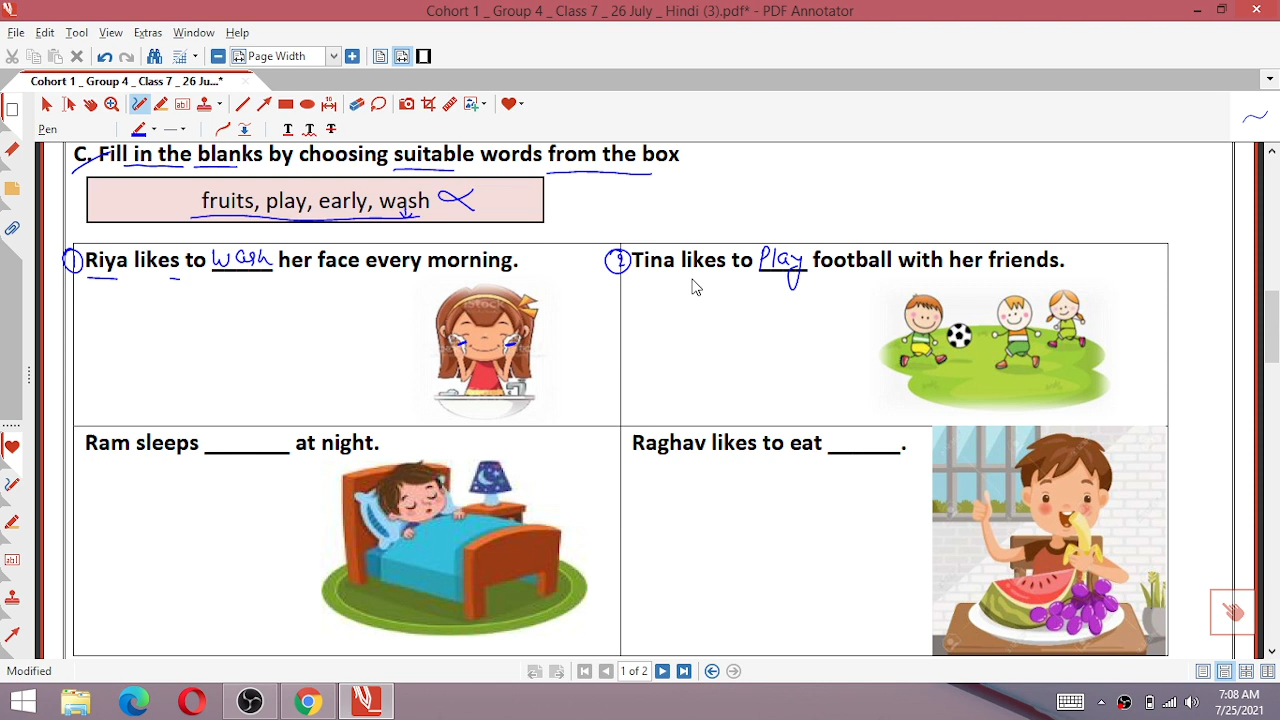 Cohort 1 _ Group 4 _ Class 7 _ 26 July _ Hindi (3).pdf* - PDF Annotator
File Edit Tool View Extras Window Help
Page Width
Cohort 1 _ Group 4 _ Class 7 _ 26 Ju...*
Pen
C. Fill in the blanks by choosing suitable words from the box
fruits, play, early, wash
1 Riya likes to wash her face every morning.
2 Tina likes to Play football with her friends.
iStock
Ram sleeps ________ at night.
Raghav likes to eat _______.
1 of 2
Modified
7:08 AM
7/25/2021